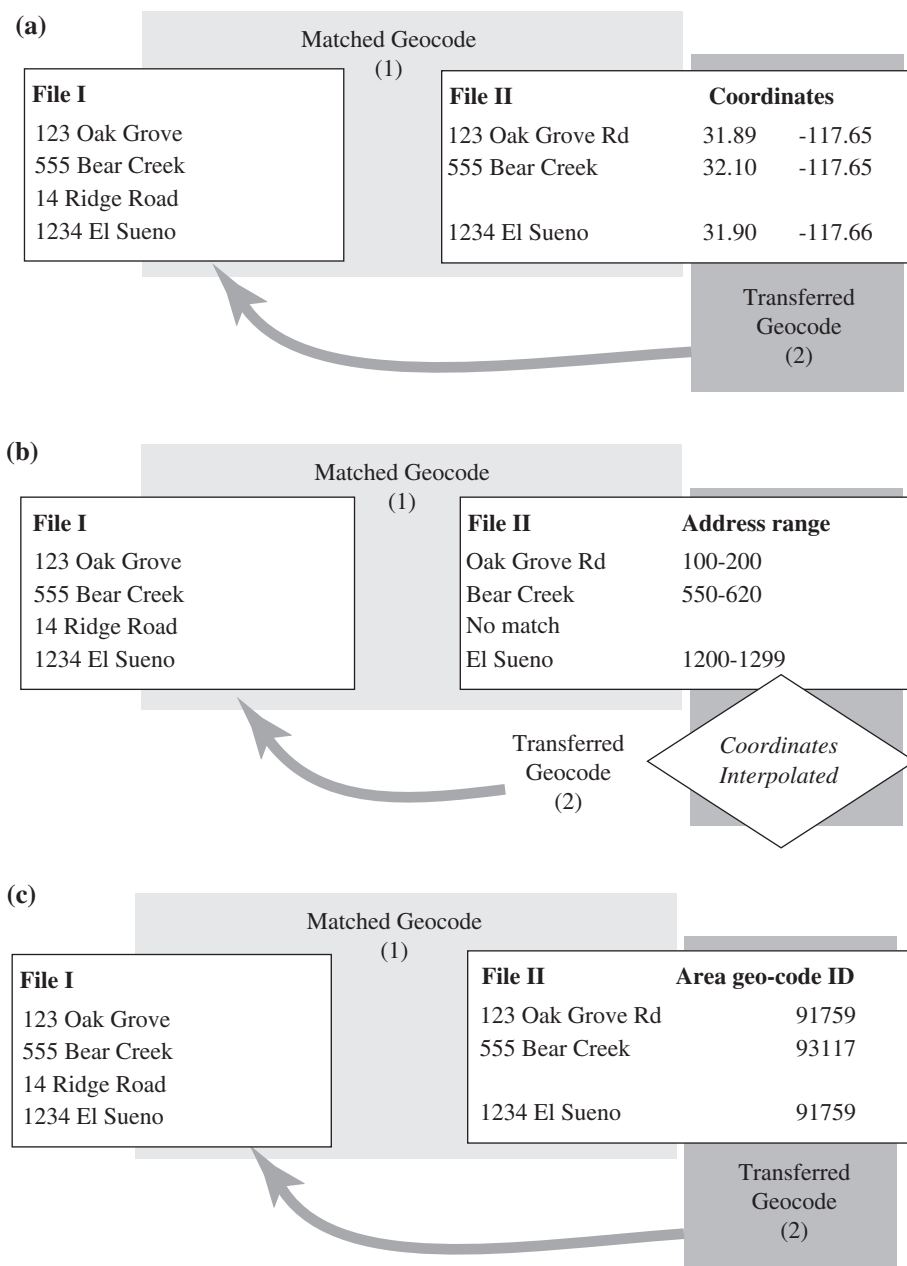 (a)
Matched Geocode
(1)
File I
123 Oak Grove
555 Bear Creek
14 Ridge Road
1234 El Sueno
File II Coordinates
123 Oak Grove Rd 31.89 -117.65
555 Bear Creek 32.10 -117.65
1234 El Sueno 31.90 -117.66
Transferred
Geocode
(2)
(b)
Matched Geocode
(1)
File I
123 Oak Grove
555 Bear Creek
14 Ridge Road
1234 El Sueno
File II Address range
Oak Grove Rd 100-200
Bear Creek 550-620
No match
El Sueno 1200-1299
Transferred
Geocode
(2)
Coordinates
Interpolated
(c)
Matched Geocode
(1)
File I
123 Oak Grove
555 Bear Creek
14 Ridge Road
1234 El Sueno
File II Area geo-code ID
123 Oak Grove Rd 91759
555 Bear Creek 93117
1234 El Sueno 91759
Transferred
Geocode
(2)